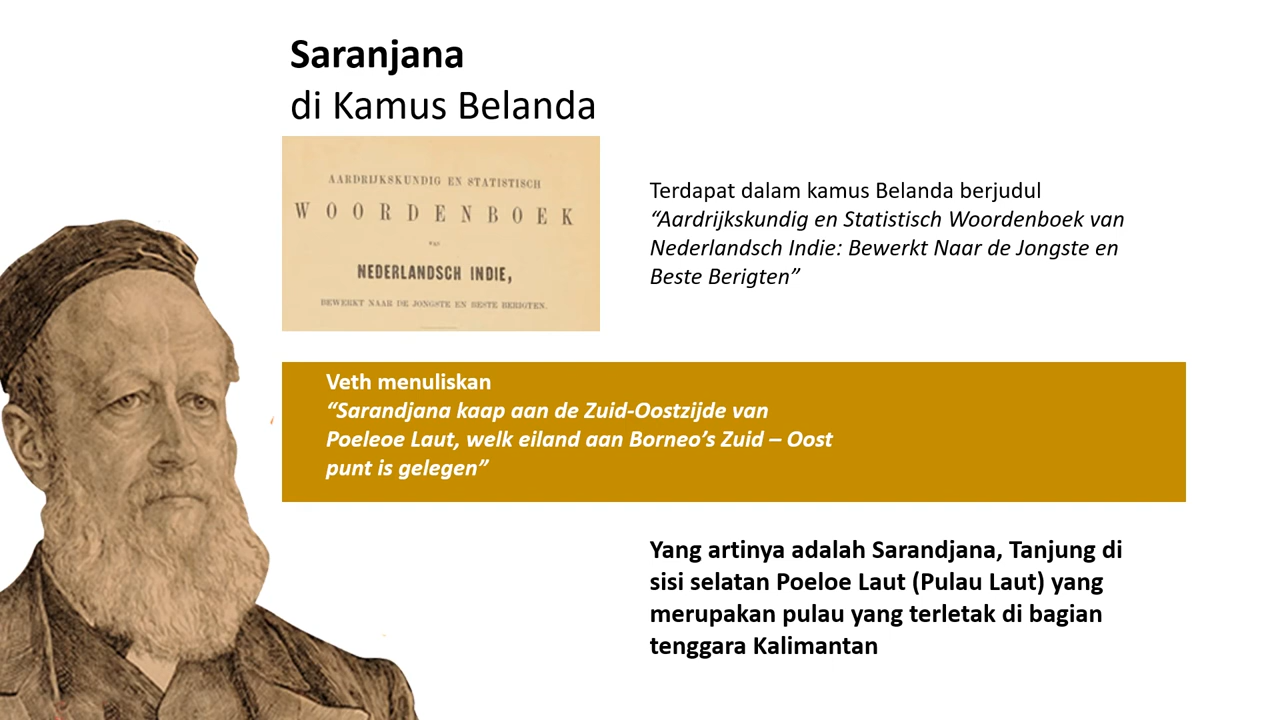 Saranjana
di Kamus Belanda
AARDRIJKSKUNDIG EN STATISTISCH
WOORDENBOEK
VAN
NEDERLANDSCH INDIE,
BEWERKT NAAR DE JONGSTE EN BESTE BERIGTEN.
Terdapat dalam kamus Belanda berjudul
“Aardrijkskundig en Statistisch Woordenboek van
Nederlandsch Indie: Bewerkt Naar de Jongste en
Beste Berigten”
Veth menuliskan
“Sarandjana kaap aan de Zuid-Oostzijde van
Poeleoe Laut, welk eiland aan Borneo’s Zuid – Oost
punt is gelegen”
Yang artinya adalah Sarandjana, Tanjung di
sisi selatan Poeloe Laut (Pulau Laut) yang
merupakan pulau yang terletak di bagian
tenggara Kalimantan